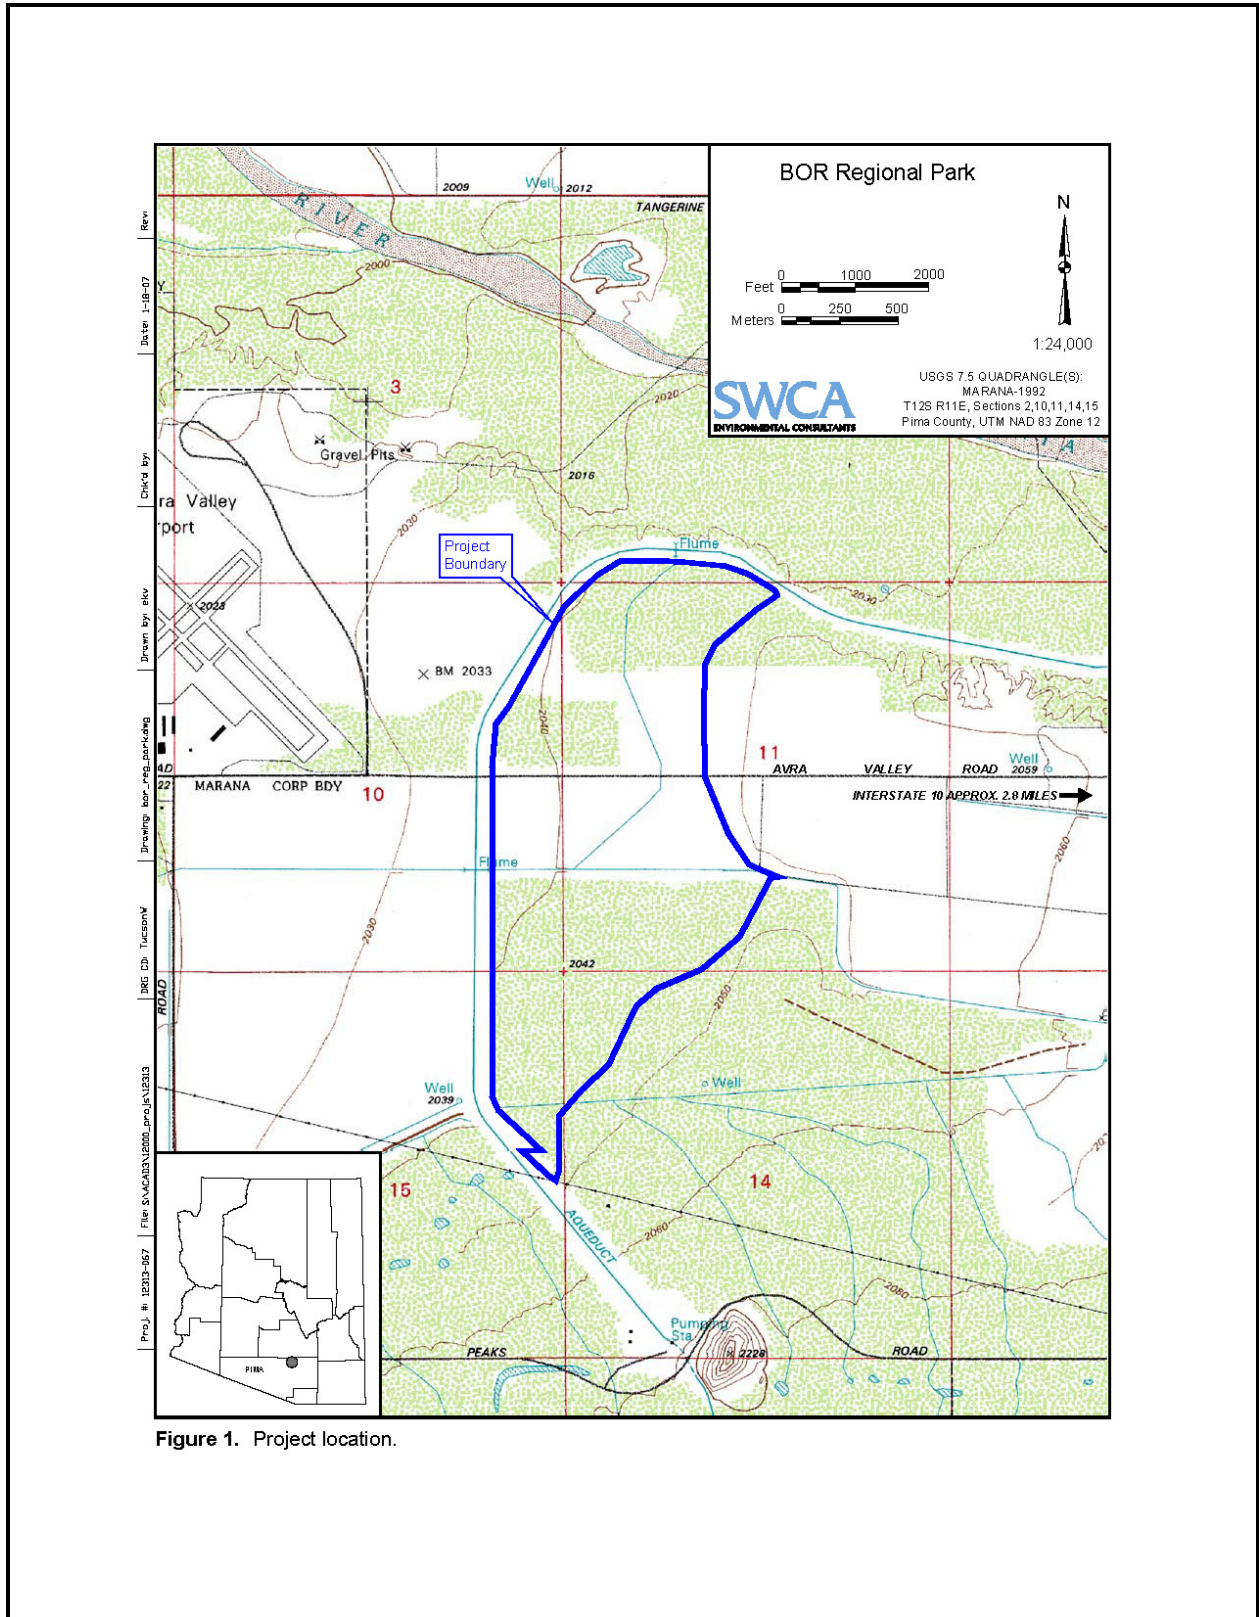 BOR Regional Park
N
Feet
0 1000 2000
Meters
0 250 500
1:24,000
SWCA
ENVIRONMENTAL CONSULTANTS
USGS 7.5 QUADRANGLE(S):
MARANA-1992
T12S R11E, Sections 2,10,11,14,15
Pima County, UTM NAD 83 Zone 12
2009
Well
2012
TANGERINE
RIVER
2000
Y
3
2020
Gravel Pits
2016
TA
ra Valley
rport
2030
Project
Boundary
Flume
2030
2028
BM 2033
2040
11
Well
2059
AVRA VALLEY ROAD
AD
22
MARANA CORP BDY
10
INTERSTATE 10 APPROX. 2.8 MILES
2060
Flume
2030
2042
ROAD
2050
Well
2039
Well
15
14
AQUEDUCT
2060
2080
Pumping
Sta
2228
PEAKS
ROAD
PIMA
Rev:
Date: 1-18-07
Chk'd by:
Drawn by: ekv
Drawing: bor_reg_park.dwg
DRG CD: TucsonW
File: S:\ACAD3\12000_projs\12313
Proj. #: 12313-067
Figure 1. Project location.